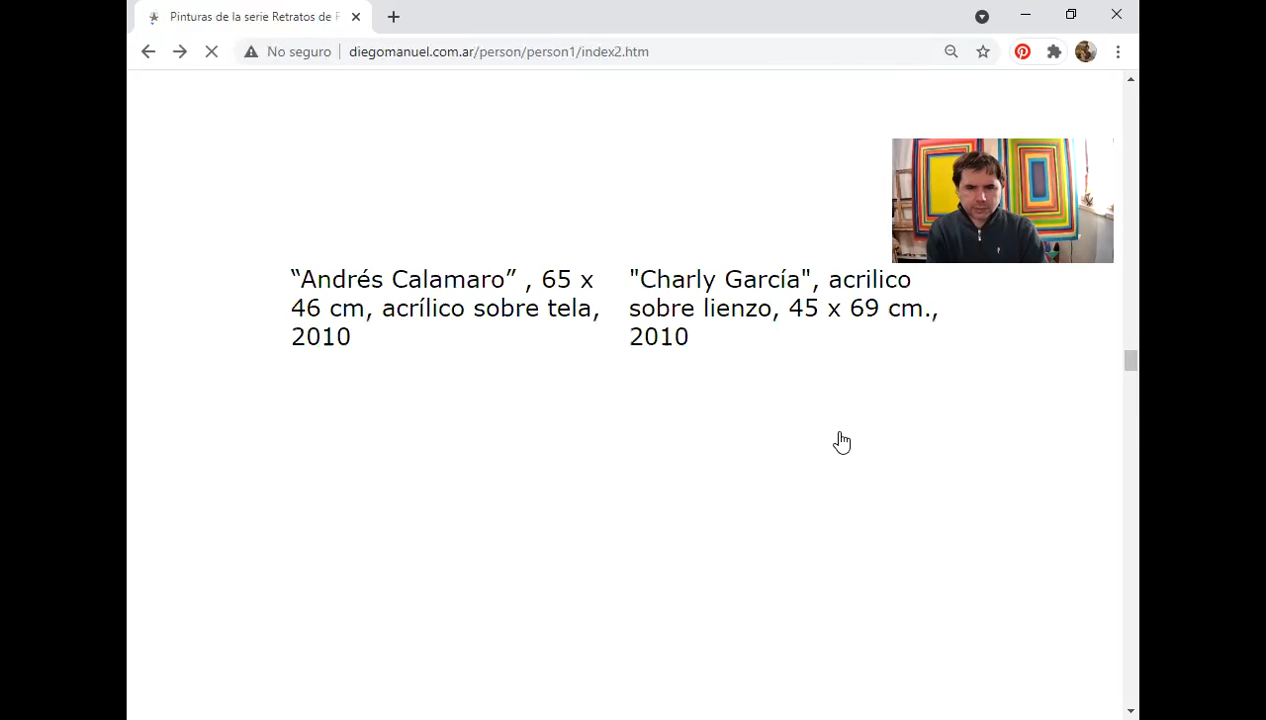 Pinturas de la serie Retratos de P
No seguro
diegomanuel.com.ar/person/person1/index2.htm
“Andrés Calamaro” , 65 x
46 cm, acrílico sobre tela,
2010
"Charly García", acrilico
sobre lienzo, 45 x 69 cm.,
2010